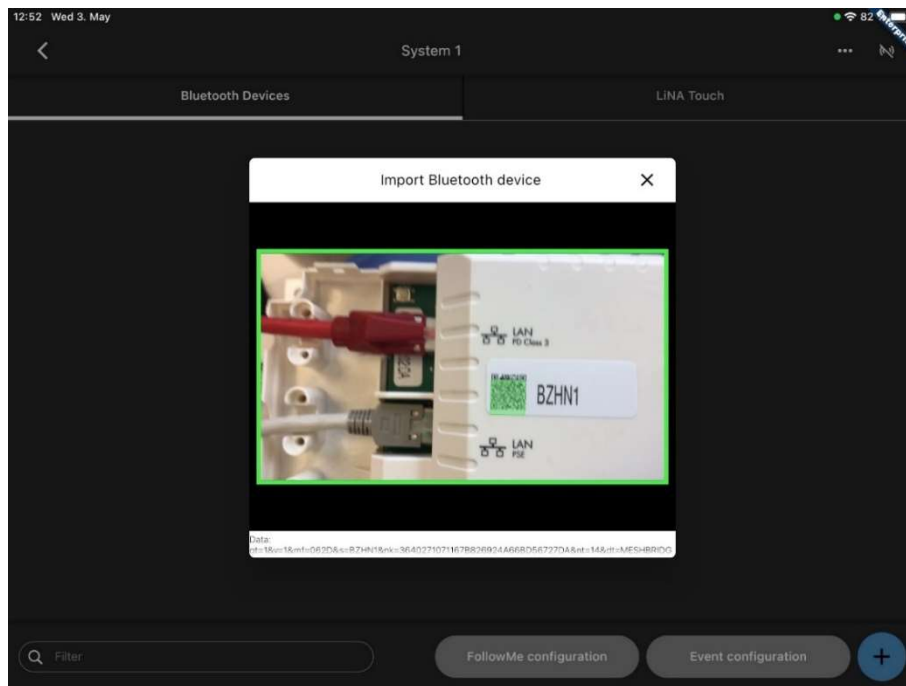 12:52 Wed 3. May
82
System 1
Bluetooth Devices
LiNA Touch
Import Bluetooth device
LAN
PD Class 3
BZHN1
LAN
PSE
Data:
Filter
FollowMe configuration
Event configuration